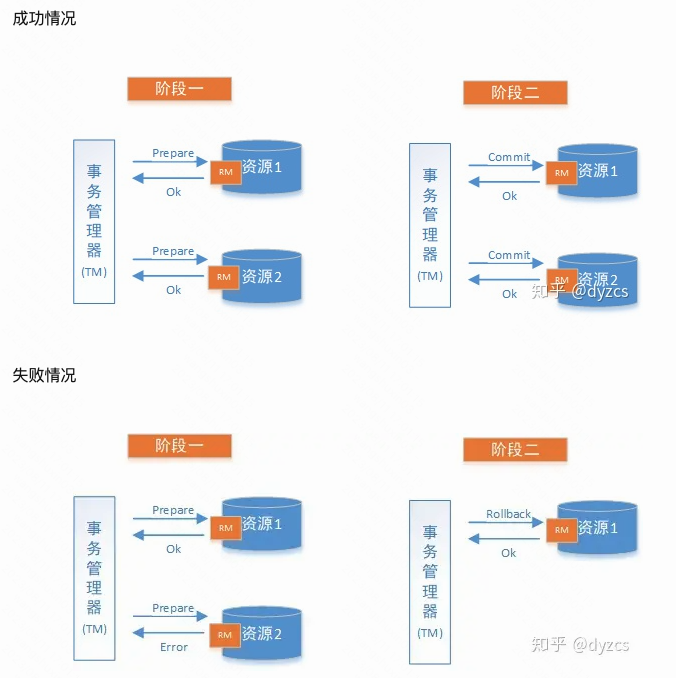 成功情况
阶段一
事务管理器
(TM)
Prepare
Ok
RM
资源1
Prepare
Ok
RM
资源2
阶段二
事务管理器
(TM)
Commit
Ok
RM
资源1
Commit
Ok
RM
资源2
知乎 @dyzcs
失败情况
阶段一
事务管理器
(TM)
Prepare
Ok
RM
资源1
Prepare
Error
RM
资源2
阶段二
事务管理器
(TM)
Rollback
Ok
RM
资源1
知乎 @dyzcs